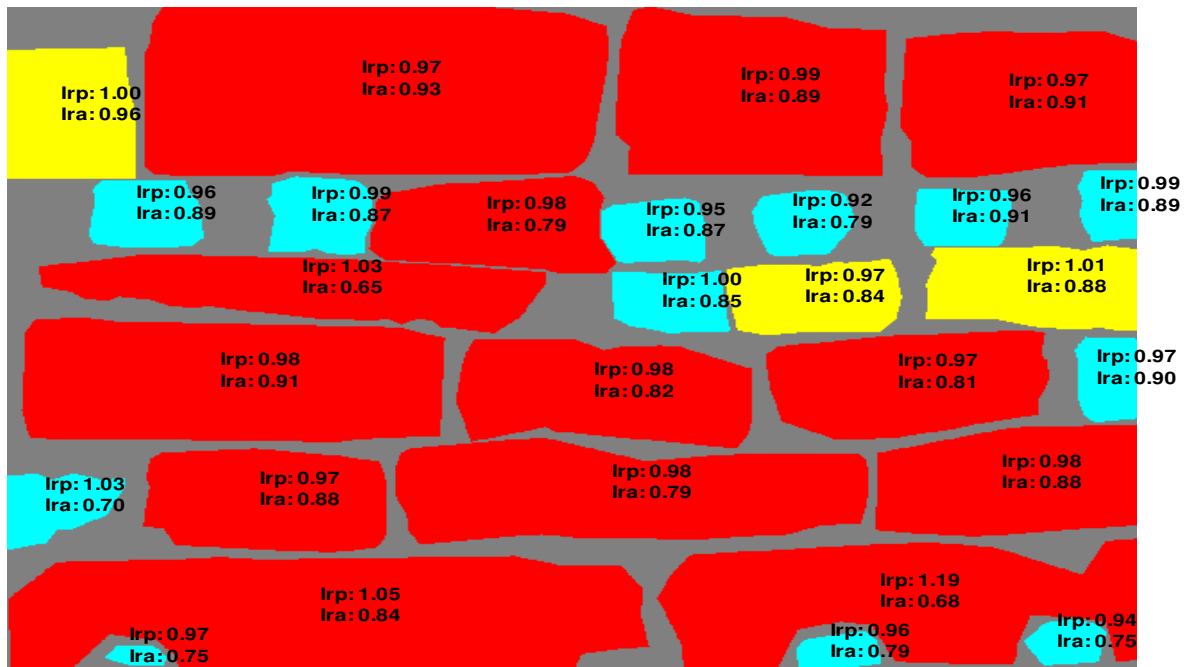 Irp: 0.97
Ira: 0.93
Irp: 0.99
Ira: 0.89
Irp: 0.97
Ira: 0.91
Irp: 1.00
Ira: 0.96
Irp: 0.96
Ira: 0.89
Irp: 0.99
Ira: 0.87
Irp: 0.98
Ira: 0.79
Irp: 0.95
Ira: 0.87
Irp: 0.92
Ira: 0.79
Irp: 0.96
Ira: 0.91
Irp: 0.99
Ira: 0.89
Irp: 1.03
Ira: 0.65
Irp: 1.00
Ira: 0.85
Irp: 0.97
Ira: 0.84
Irp: 1.01
Ira: 0.88
Irp: 0.98
Ira: 0.91
Irp: 0.98
Ira: 0.82
Irp: 0.97
Ira: 0.81
Irp: 0.97
Ira: 0.90
Irp: 1.03
Ira: 0.70
Irp: 0.97
Ira: 0.88
Irp: 0.98
Ira: 0.79
Irp: 0.98
Ira: 0.88
Irp: 1.05
Ira: 0.84
Irp: 1.19
Ira: 0.68
Irp: 0.97
Ira: 0.75
Irp: 0.96
Ira: 0.79
Irp: 0.94
Ira: 0.75